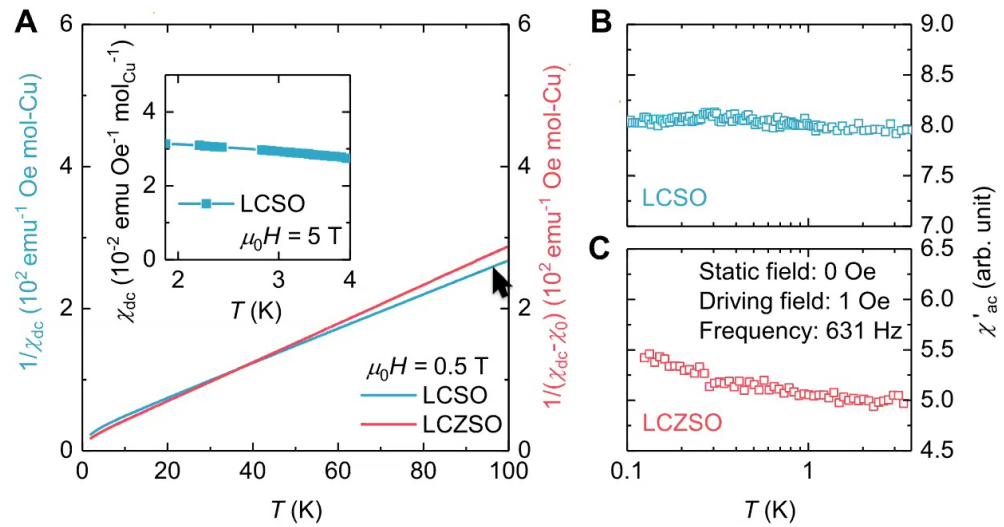 A
6
4
2
0
1/χdc (10² emu⁻¹ Oe mol-Cu)
0 20 40 60 80 100
T (K)
6
4
2
0
1/(χdc-χ0) (10² emu⁻¹ Oe mol-Cu)
χdc (10⁻² emu Oe⁻¹ molCu⁻¹)
4
2
0
LCSO
μ0H = 5 T
2 3 4
T (K)
μ0H = 0.5 T
LCSO
LCZSO
B
9.0
8.5
8.0
7.5
7.0
LCSO
C
Static field: 0 Oe
Driving field: 1 Oe
Frequency: 631 Hz
LCZSO
6.5
6.0
5.5
5.0
4.5
χ'ac (arb. unit)
0.1 1
T (K)